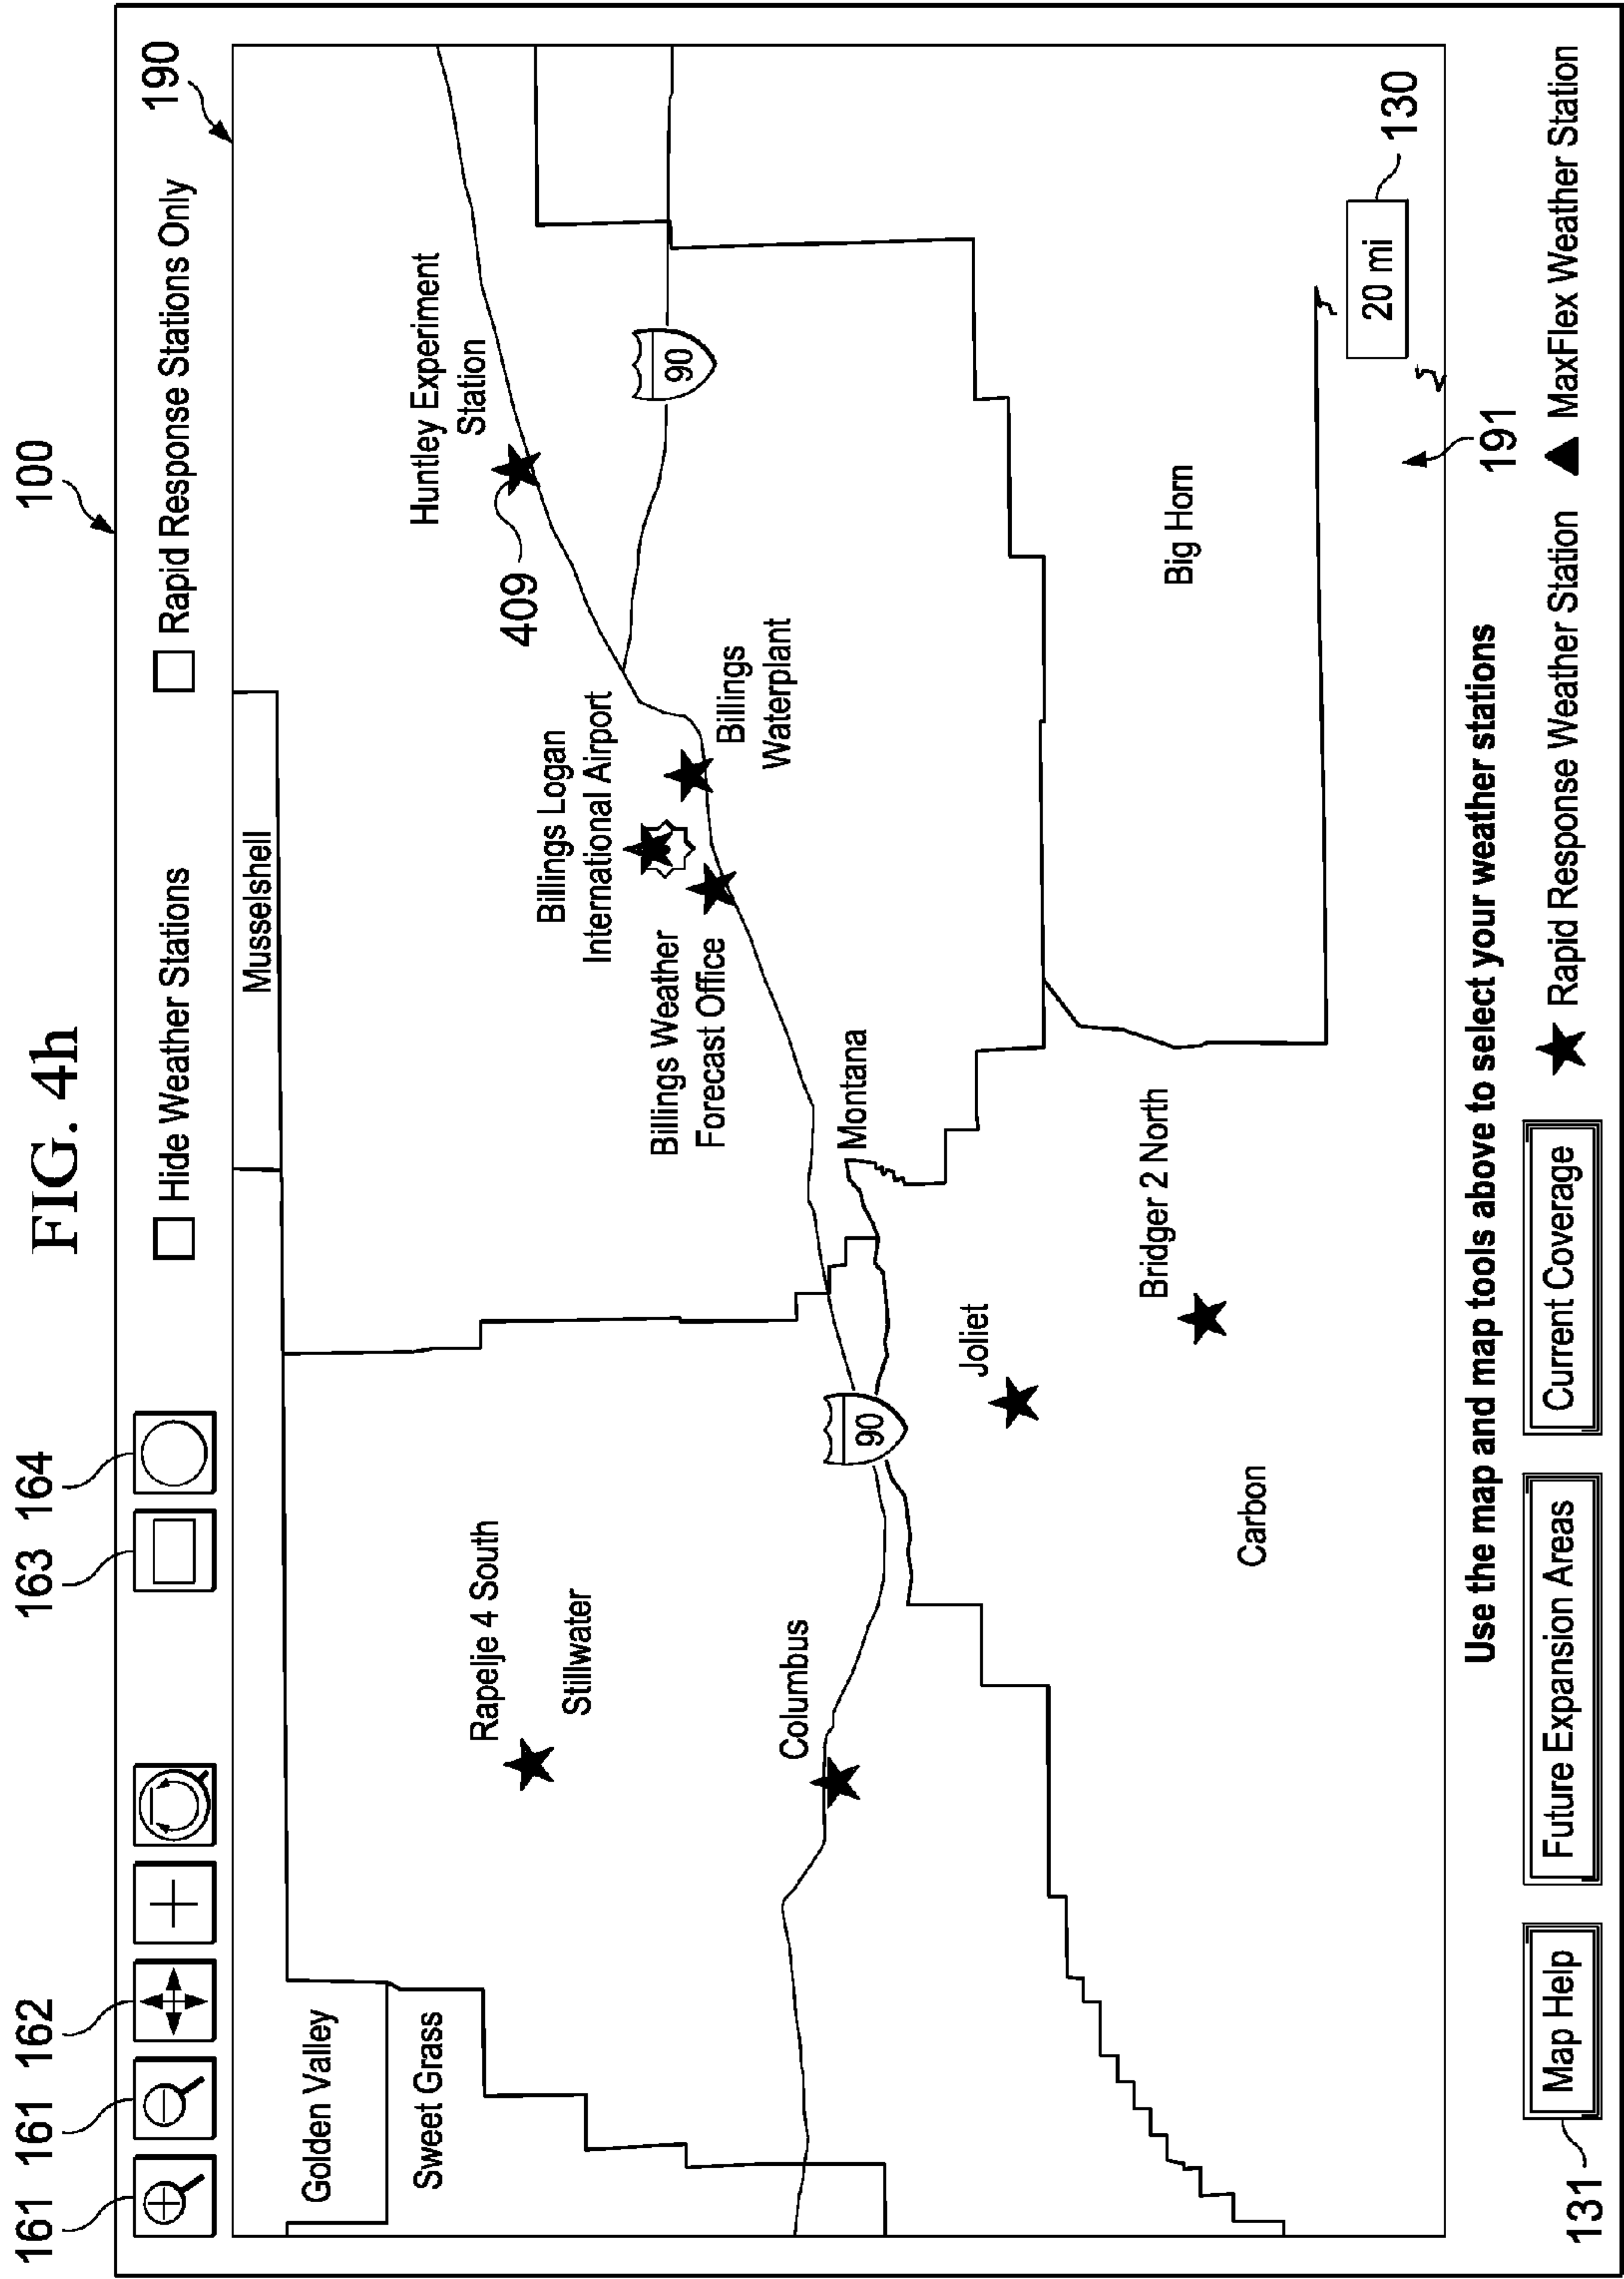 FIG. 4h
100
161
161
162
163
164
190
Hide Weather Stations
Rapid Response Stations Only
Musselshell
Golden Valley
Sweet Grass
Rapelje 4 South
Stillwater
Columbus
Huntley Experiment
Station
409
90
Billings Logan
International Airport
Billings
Waterplant
Billings Weather
Forecast Office
Montana
90
Joliet
Bridger 2 North
Carbon
Big Horn
20 mi
130
191
Use the map and map tools above to select your weather stations
131
Map Help
Future Expansion Areas
Current Coverage
Rapid Response Weather Station
MaxFlex Weather Station